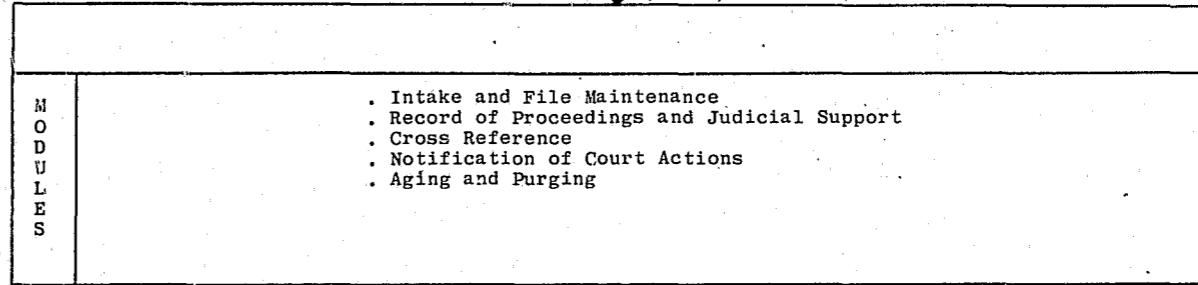 MODULES
. Intake and File Maintenance
. Record of Proceedings and Judicial Support
. Cross Reference
. Notification of Court Actions
. Aging and Purging